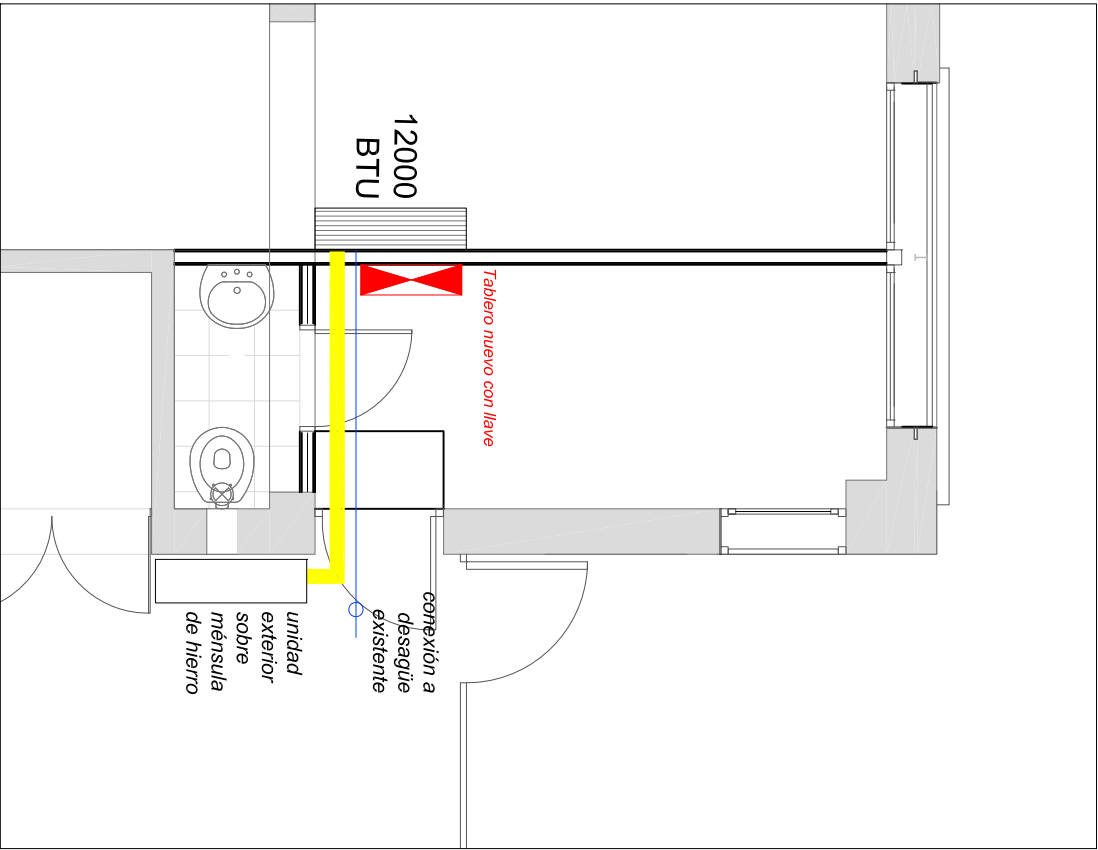 12000
BTU
Tablero nuevo con llave
conexión a
desagüe
existente
unidad
exterior
sobre
ménsula
de hierro